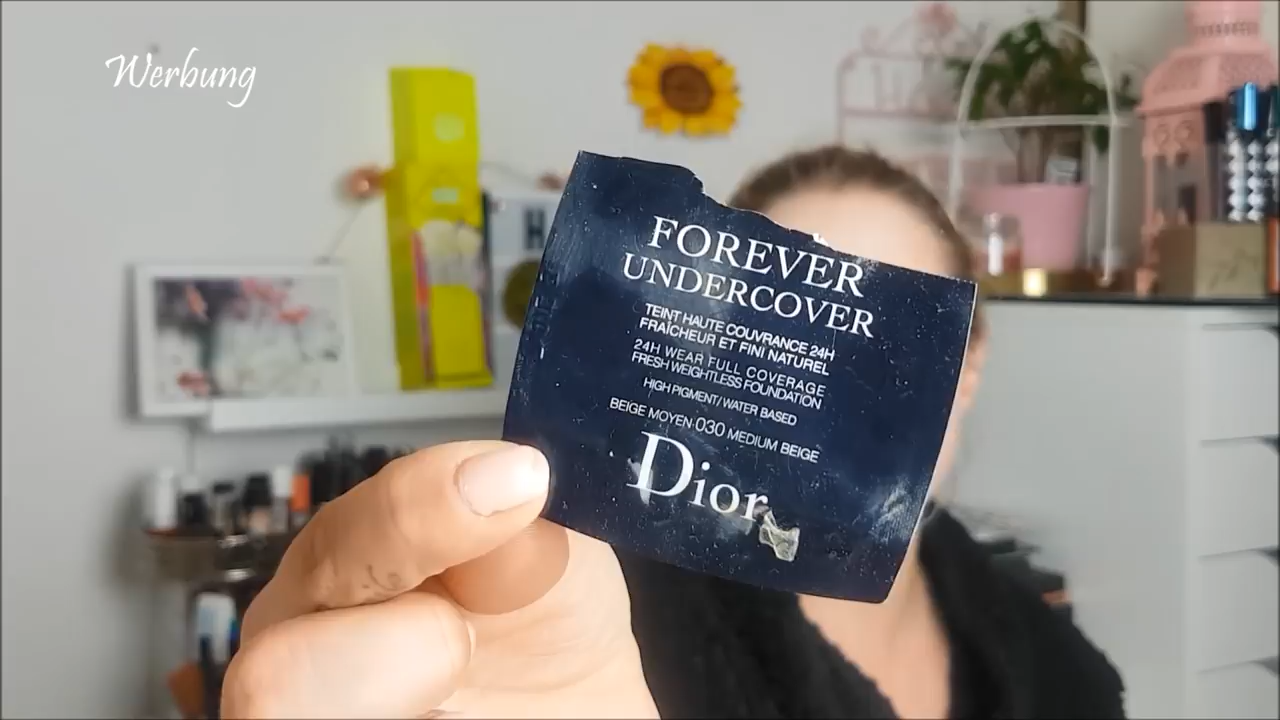 Werbung
FOREVER
UNDERCOVER
TEINT HAUTE COUVRANCE 24H
FRAÎCHEUR ET FINI NATUREL
24H WEAR FULL COVERAGE
FRESH WEIGHTLESS FOUNDATION
HIGH PIGMENT/WATER BASED
BEIGE MOYEN 030 MEDIUM BEIGE
Dior
H